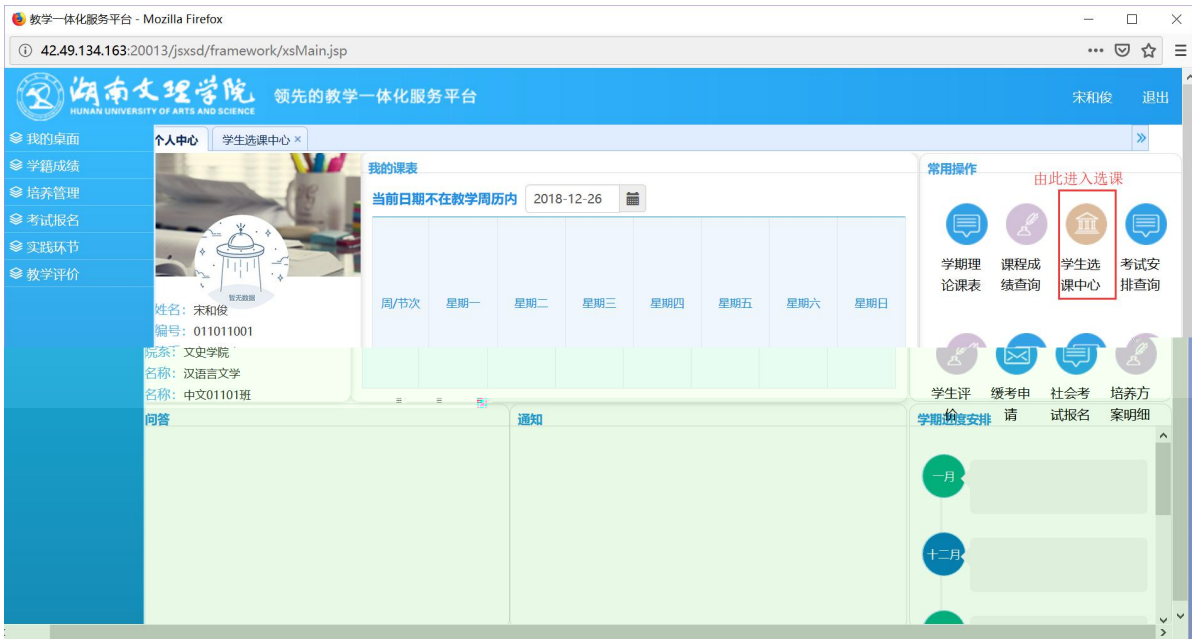 教学一体化服务平台 - Mozilla Firefox
42.49.134.163:20013/jsxsd/framework/xsMain.jsp
湖南文理学院
HUNAN UNIVERSITY OF ARTS AND SCIENCE
领先的教学一体化服务平台
宋和俊 退出
我的桌面
学籍成绩
培养管理
考试报名
实践环节
教学评价
个人中心 学生选课中心 ×
暂无数据
姓名: 宋和俊
编号: 011011001
院系: 文史学院
名称: 汉语言文学
名称: 中文01101班
我的课表
当前日期不在教学周历内 2018-12-26
周/节次 星期一 星期二 星期三 星期四 星期五 星期六 星期日
常用操作
由此进入选课
学期理论课表
课程成绩查询
学生选课中心
考试安排查询
学生评价
缓考申请
社会考试报名
培养方案明细
问答
通知
学期进度安排
一月
十二月